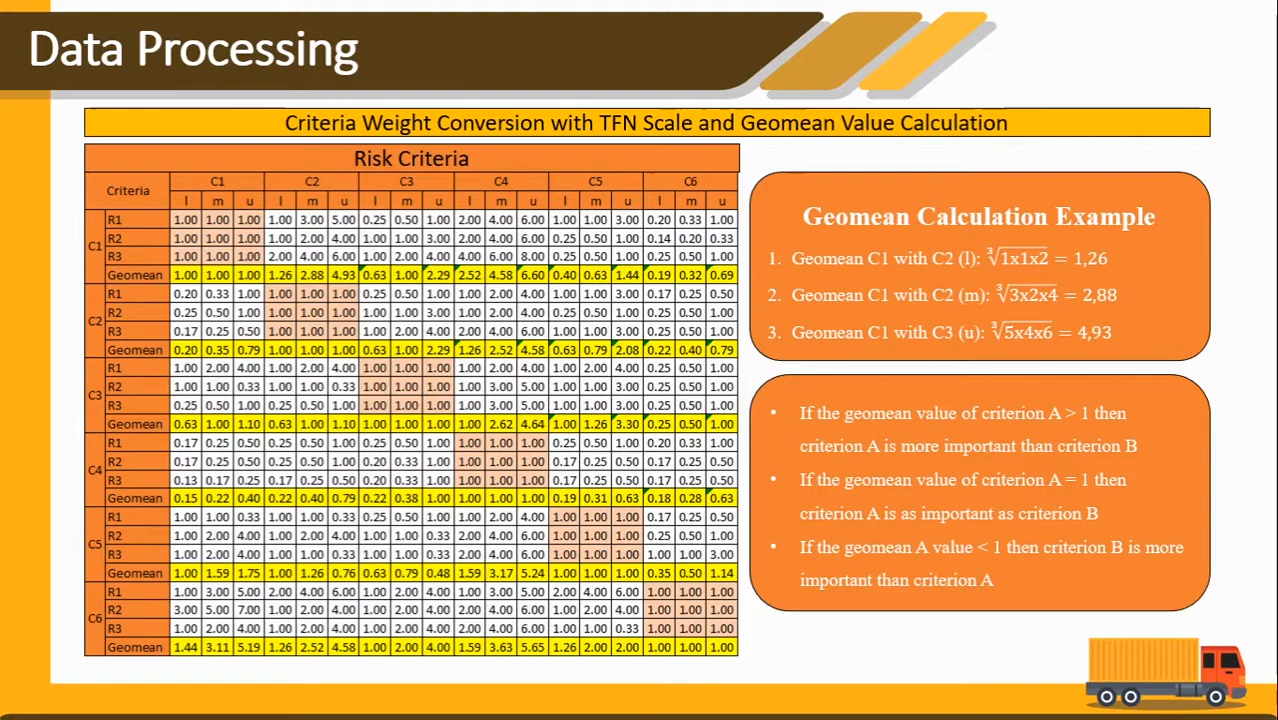 Data Processing
Criteria Weight Conversion with TFN Scale and Geomean Value Calculation
Risk Criteria
Criteria C1 C2 C3 C4 C5 C6
l m u l m u l m u l m u l m u l m u
C1
R1 1.00 1.00 1.00 1.00 3.00 5.00 0.25 0.50 1.00 2.00 4.00 6.00 1.00 1.00 3.00 0.20 0.33 1.00
R2 1.00 1.00 1.00 1.00 2.00 4.00 1.00 1.00 3.00 2.00 4.00 6.00 0.25 0.50 1.00 0.14 0.20 0.33
R3 1.00 1.00 1.00 2.00 4.00 6.00 1.00 2.00 4.00 4.00 6.00 8.00 0.25 0.50 1.00 0.25 0.50 1.00
Geomean 1.00 1.00 1.00 1.26 2.88 4.93 0.63 1.00 2.29 2.52 4.58 6.60 0.40 0.63 1.44 0.19 0.32 0.69
C2
R1 0.20 0.33 1.00 1.00 1.00 1.00 0.25 0.50 1.00 1.00 2.00 4.00 1.00 1.00 3.00 0.17 0.25 0.50
R2 0.25 0.50 1.00 1.00 1.00 1.00 1.00 1.00 3.00 1.00 2.00 4.00 0.25 0.50 1.00 0.25 0.50 1.00
R3 0.17 0.25 0.50 1.00 1.00 1.00 1.00 2.00 4.00 2.00 4.00 6.00 1.00 1.00 3.00 0.25 0.50 1.00
Geomean 0.20 0.35 0.79 1.00 1.00 1.00 0.63 1.00 2.29 1.26 2.52 4.58 0.63 0.79 2.08 0.22 0.40 0.79
C3
R1 1.00 2.00 4.00 1.00 2.00 4.00 1.00 1.00 1.00 1.00 2.00 4.00 1.00 2.00 4.00 0.25 0.50 1.00
R2 1.00 1.00 0.33 1.00 1.00 0.33 1.00 1.00 1.00 1.00 3.00 5.00 1.00 1.00 3.00 0.25 0.50 1.00
R3 0.25 0.50 1.00 0.25 0.50 1.00 1.00 1.00 1.00 1.00 3.00 5.00 1.00 1.00 3.00 0.25 0.50 1.00
Geomean 0.63 1.00 1.10 0.63 1.00 1.10 1.00 1.00 1.00 1.00 2.62 4.64 1.00 1.26 3.30 0.25 0.50 1.00
C4
R1 0.17 0.25 0.50 0.25 0.50 1.00 0.25 0.50 1.00 1.00 1.00 1.00 0.25 0.50 1.00 0.20 0.33 1.00
R2 0.17 0.25 0.50 0.25 0.50 1.00 0.20 0.33 1.00 1.00 1.00 1.00 0.17 0.25 0.50 0.17 0.25 0.50
R3 0.13 0.17 0.25 0.17 0.25 0.50 0.20 0.33 1.00 1.00 1.00 1.00 0.17 0.25 0.50 0.17 0.25 0.50
Geomean 0.15 0.22 0.40 0.22 0.40 0.79 0.22 0.38 1.00 1.00 1.00 1.00 0.19 0.31 0.63 0.18 0.28 0.63
C5
R1 1.00 1.00 0.33 1.00 1.00 0.33 0.25 0.50 1.00 1.00 2.00 4.00 1.00 1.00 1.00 0.17 0.25 0.50
R2 1.00 2.00 4.00 1.00 2.00 4.00 1.00 1.00 0.33 2.00 4.00 6.00 1.00 1.00 1.00 0.25 0.50 1.00
R3 1.00 2.00 4.00 1.00 1.00 0.33 1.00 1.00 0.33 2.00 4.00 6.00 1.00 1.00 1.00 1.00 1.00 3.00
Geomean 1.00 1.59 1.75 1.00 1.26 0.76 0.63 0.79 0.48 1.59 3.17 5.24 1.00 1.00 1.00 0.35 0.50 1.14
C6
R1 1.00 3.00 5.00 2.00 4.00 6.00 1.00 2.00 4.00 1.00 3.00 5.00 2.00 4.00 6.00 1.00 1.00 1.00
R2 3.00 5.00 7.00 1.00 2.00 4.00 1.00 2.00 4.00 2.00 4.00 6.00 1.00 2.00 4.00 1.00 1.00 1.00
R3 1.00 2.00 4.00 1.00 2.00 4.00 1.00 2.00 4.00 2.00 4.00 6.00 1.00 1.00 0.33 1.00 1.00 1.00
Geomean 1.44 3.11 5.19 1.26 2.52 4.58 1.00 2.00 4.00 1.59 3.63 5.65 1.26 2.00 2.00 1.00 1.00 1.00
Geomean Calculation Example
1. Geomean C1 with C2 (l): ∛1x1x2 = 1,26
2. Geomean C1 with C2 (m): ∛3x2x4 = 2,88
3. Geomean C1 with C3 (u): ∛5x4x6 = 4,93
• If the geomean value of criterion A > 1 then
criterion A is more important than criterion B
• If the geomean value of criterion A = 1 then
criterion A is as important as criterion B
• If the geomean A value < 1 then criterion B is more
important than criterion A